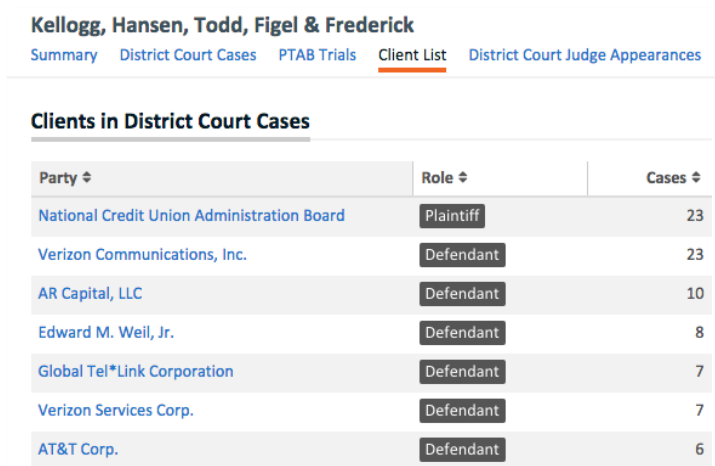 Kellogg, Hansen, Todd, Figel & Frederick
Summary District Court Cases PTAB Trials Client List District Court Judge Appearances
Clients in District Court Cases
Party Role Cases
National Credit Union Administration Board Plaintiff 23
Verizon Communications, Inc. Defendant 23
AR Capital, LLC Defendant 10
Edward M. Weil, Jr. Defendant 8
Global Tel*Link Corporation Defendant 7
Verizon Services Corp. Defendant 7
AT&T Corp. Defendant 6